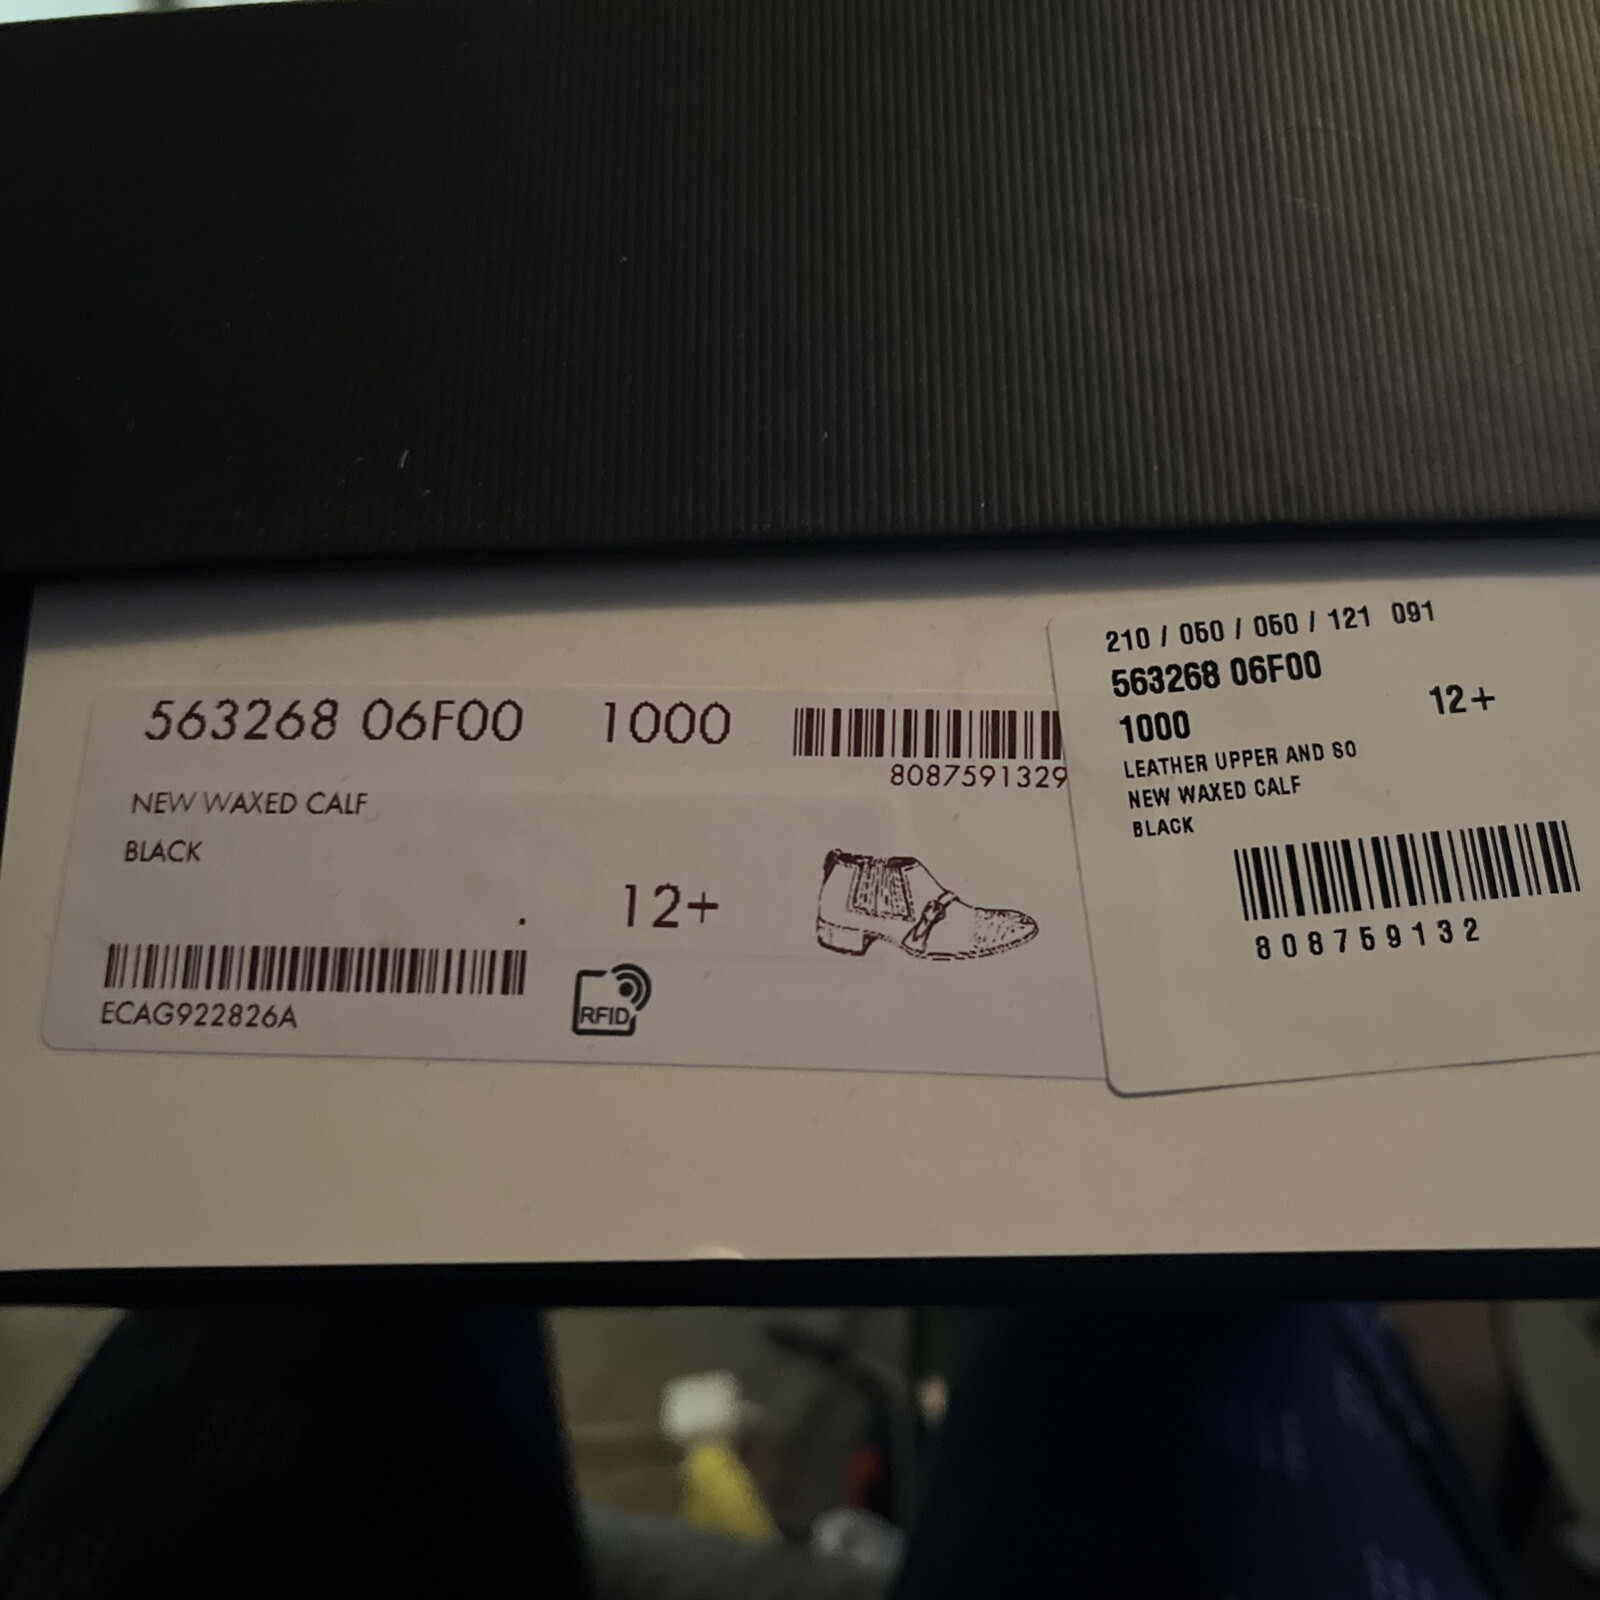 563268 06F00 1000
8087591329
NEW WAXED CALF
BLACK
12+
ECAG922826A
RFID
210 / 050 / 050 / 121 091
563268 06F00
12+
1000
LEATHER UPPER AND SO
NEW WAXED CALF
BLACK
808759132